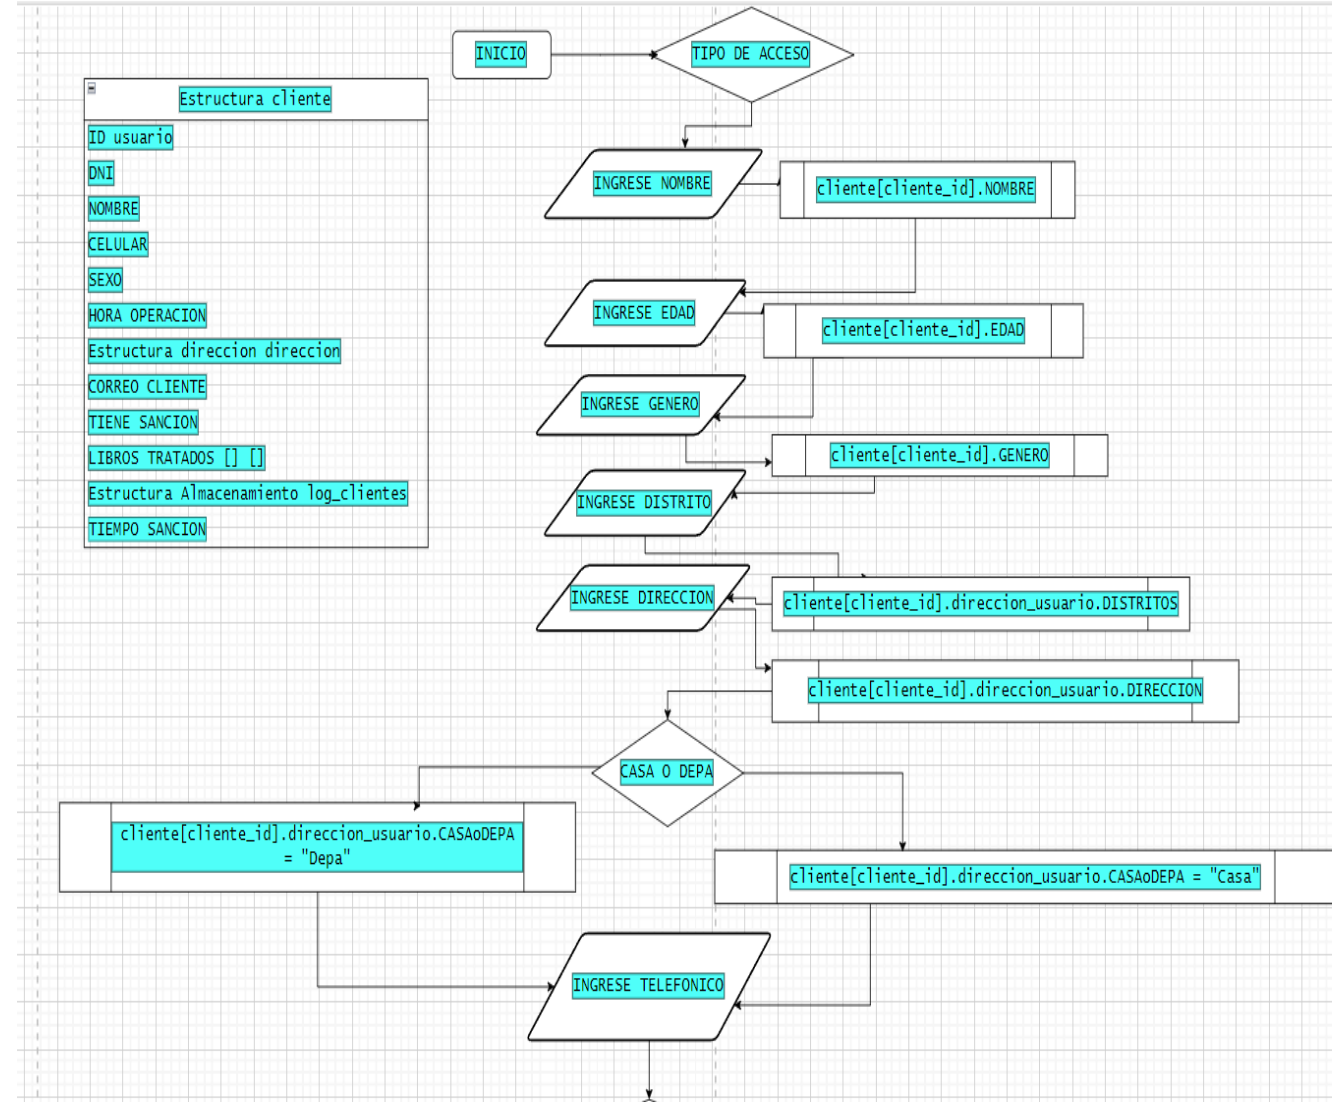 INICIO
TIPO DE ACCESO
Estructura cliente
ID usuario
DNI
NOMBRE
CELULAR
SEXO
HORA OPERACION
Estructura direccion direccion
CORREO CLIENTE
TIENE SANCION
LIBROS TRATADOS [] []
Estructura Almacenamiento log_clientes
TIEMPO SANCION
INGRESE NOMBRE
cliente[cliente_id].NOMBRE
INGRESE EDAD
cliente[cliente_id].EDAD
INGRESE GENERO
cliente[cliente_id].GENERO
INGRESE DISTRITO
cliente[cliente_id].direccion_usuario.DISTRITOS
INGRESE DIRECCION
cliente[cliente_id].direccion_usuario.DIRECCION
CASA O DEPA
cliente[cliente_id].direccion_usuario.CASAoDEPA
= "Depa"
cliente[cliente_id].direccion_usuario.CASAoDEPA = "Casa"
INGRESE TELEFONICO